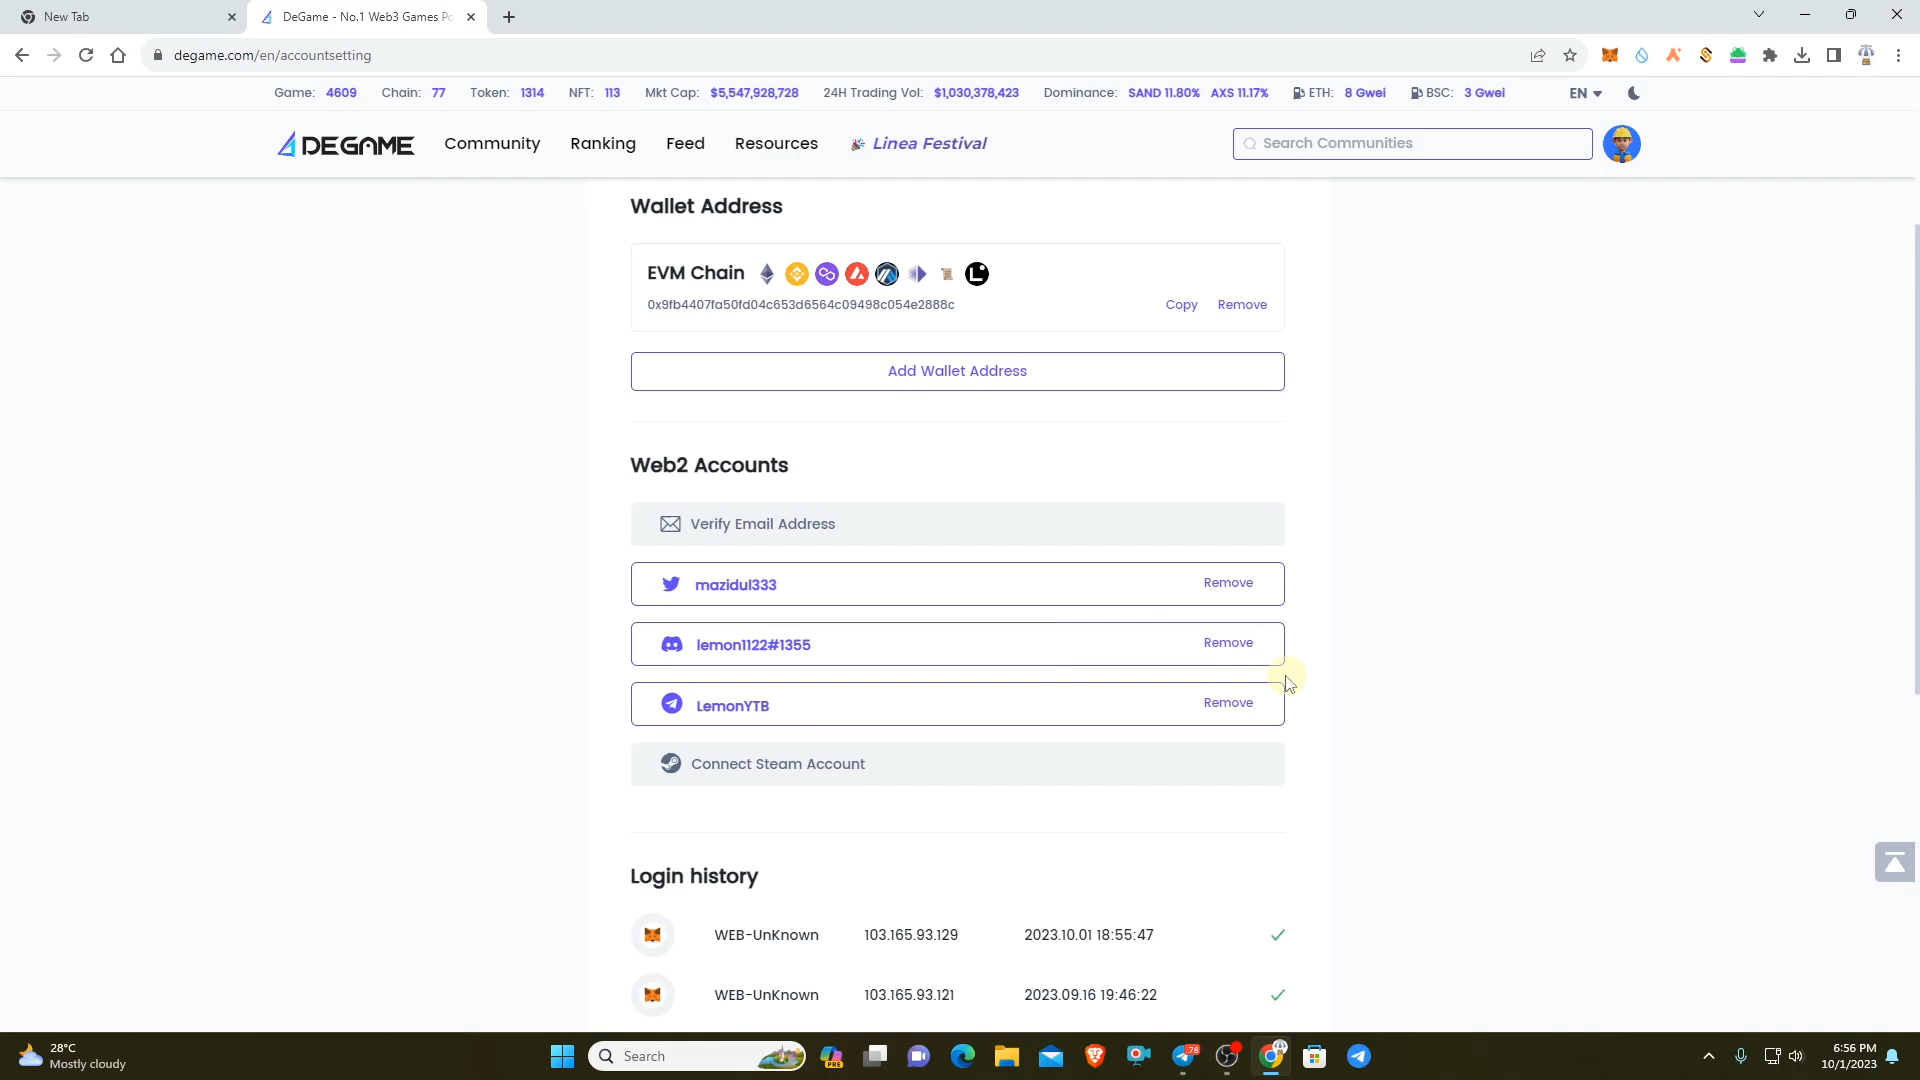 New Tab
DeGame - No.1 Web3 Games Po
degame.com/en/accountsetting
Game: 4609 Chain: 77 Token: 1314 NFT: 113 Mkt Cap: $5,547,928,728 24H Trading Vol: $1,030,378,423 Dominance: SAND 11.80% AXS 11.17% ETH: 8 Gwei BSC: 3 Gwei EN
DEGAME Community Ranking Feed Resources Linea Festival Search Communities
Wallet Address
EVM Chain
0x9fb4407fa50fd04c653d6564c09498c054e2888c Copy Remove
Add Wallet Address
Web2 Accounts
Verify Email Address
mazidul333 Remove
lemon1122#1355 Remove
LemonYTB Remove
Connect Steam Account
Login history
WEB-UnKnown 103.165.93.129 2023.10.01 18:55:47
WEB-UnKnown 103.165.93.121 2023.09.16 19:46:22
28°C
Mostly cloudy
Search
PRE
78
6:56 PM
10/1/2023